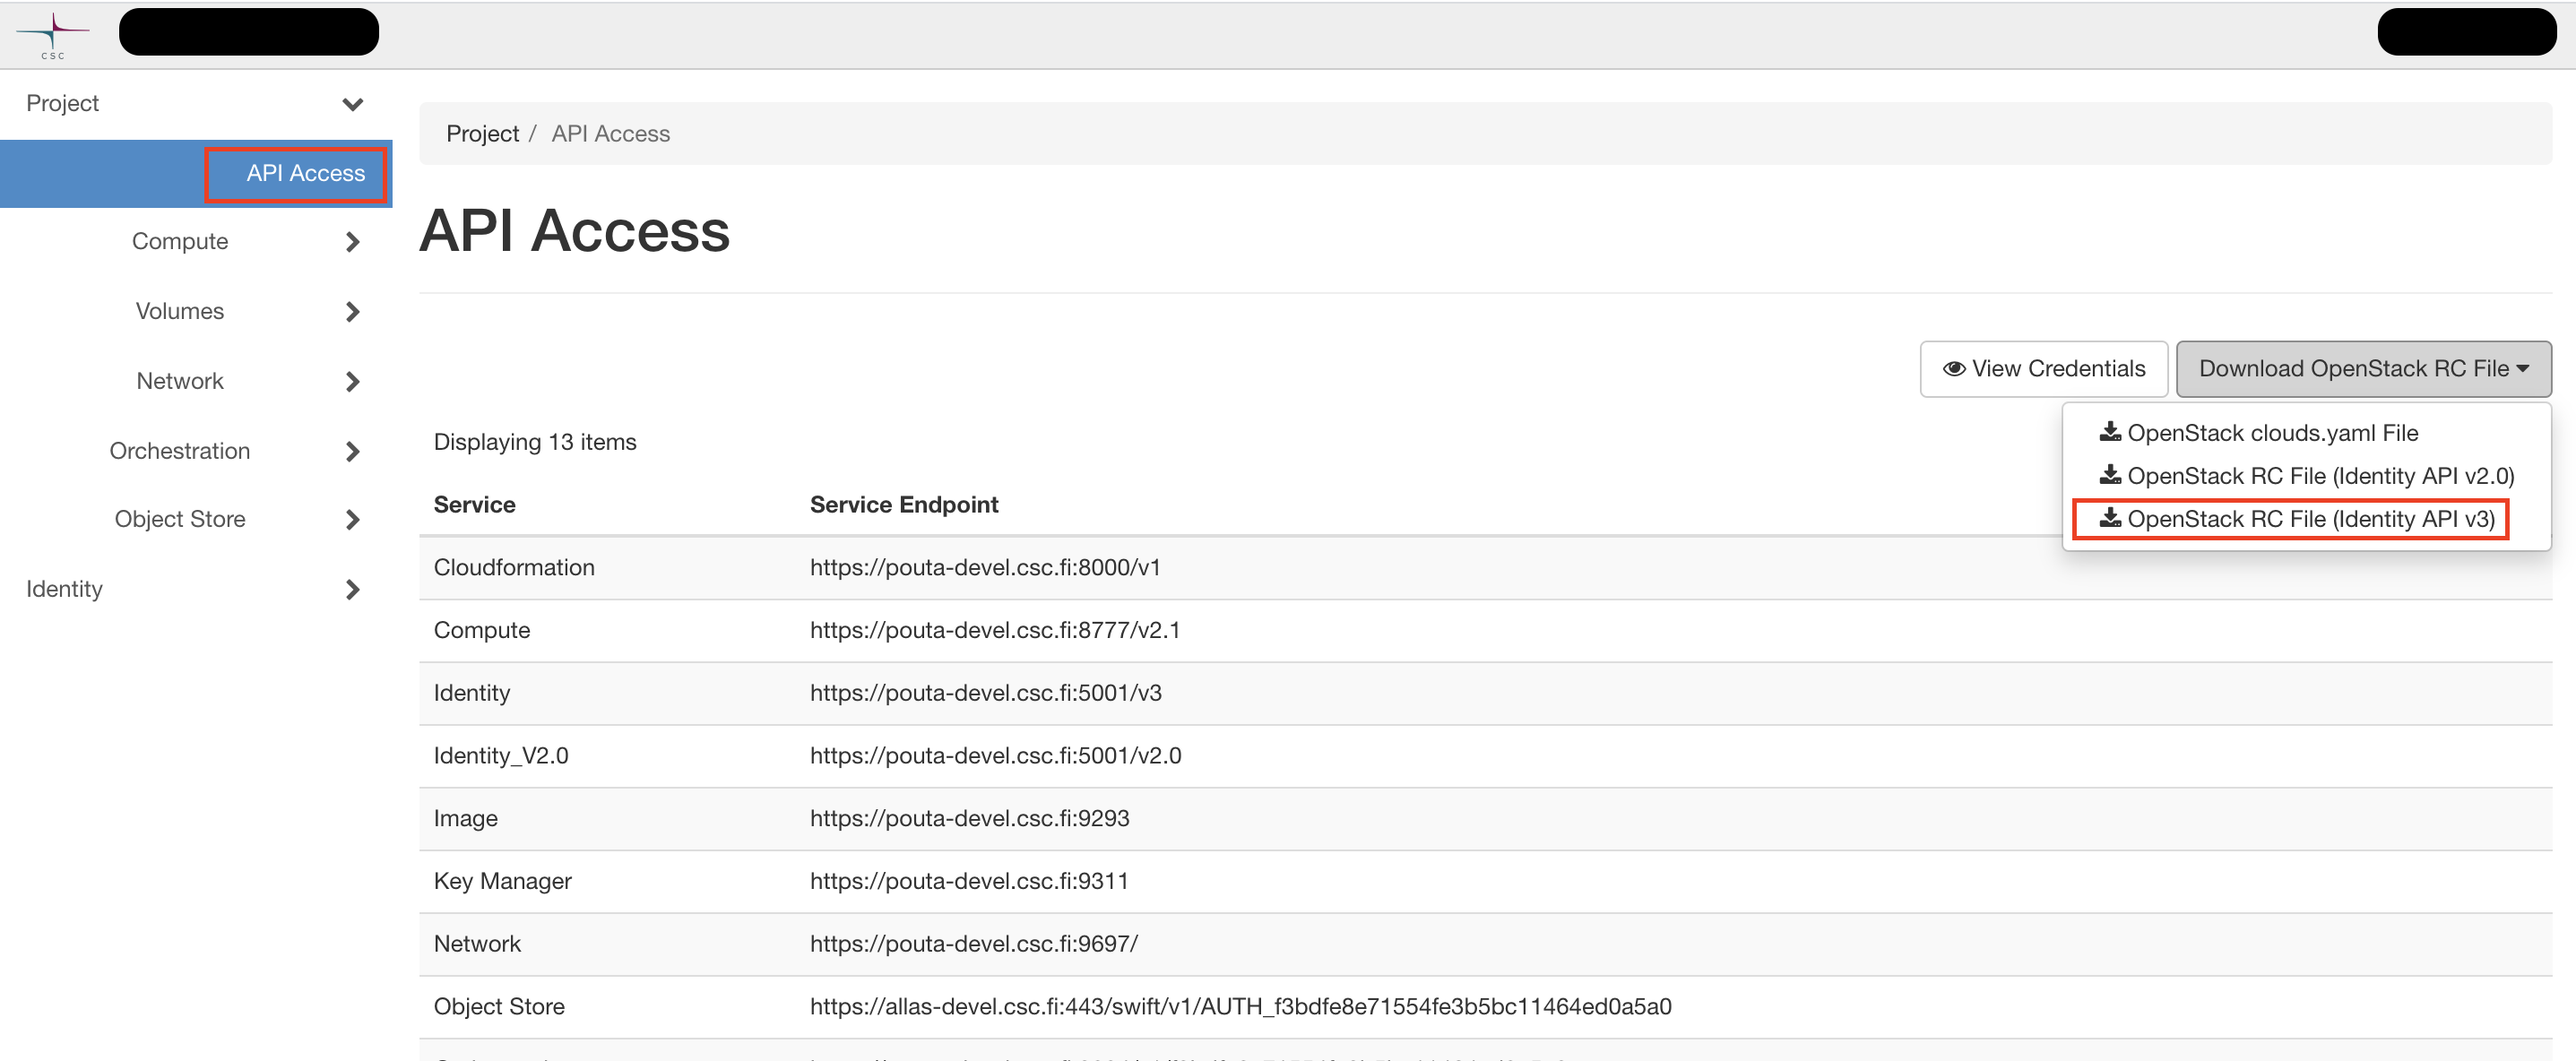 CSC
Project
API Access
Compute
Volumes
Network
Orchestration
Object Store
Identity
Project / API Access
API Access
View Credentials
Download OpenStack RC File
OpenStack clouds.yaml File
OpenStack RC File (Identity API v2.0)
OpenStack RC File (Identity API v3)
Displaying 13 items
Service Service Endpoint
Cloudformation https://pouta-devel.csc.fi:8000/v1
Compute https://pouta-devel.csc.fi:8777/v2.1
Identity https://pouta-devel.csc.fi:5001/v3
Identity_V2.0 https://pouta-devel.csc.fi:5001/v2.0
Image https://pouta-devel.csc.fi:9293
Key Manager https://pouta-devel.csc.fi:9311
Network https://pouta-devel.csc.fi:9697/
Object Store https://allas-devel.csc.fi:443/swift/v1/AUTH_f3bdfe8e71554fe3b5bc11464ed0a5a0